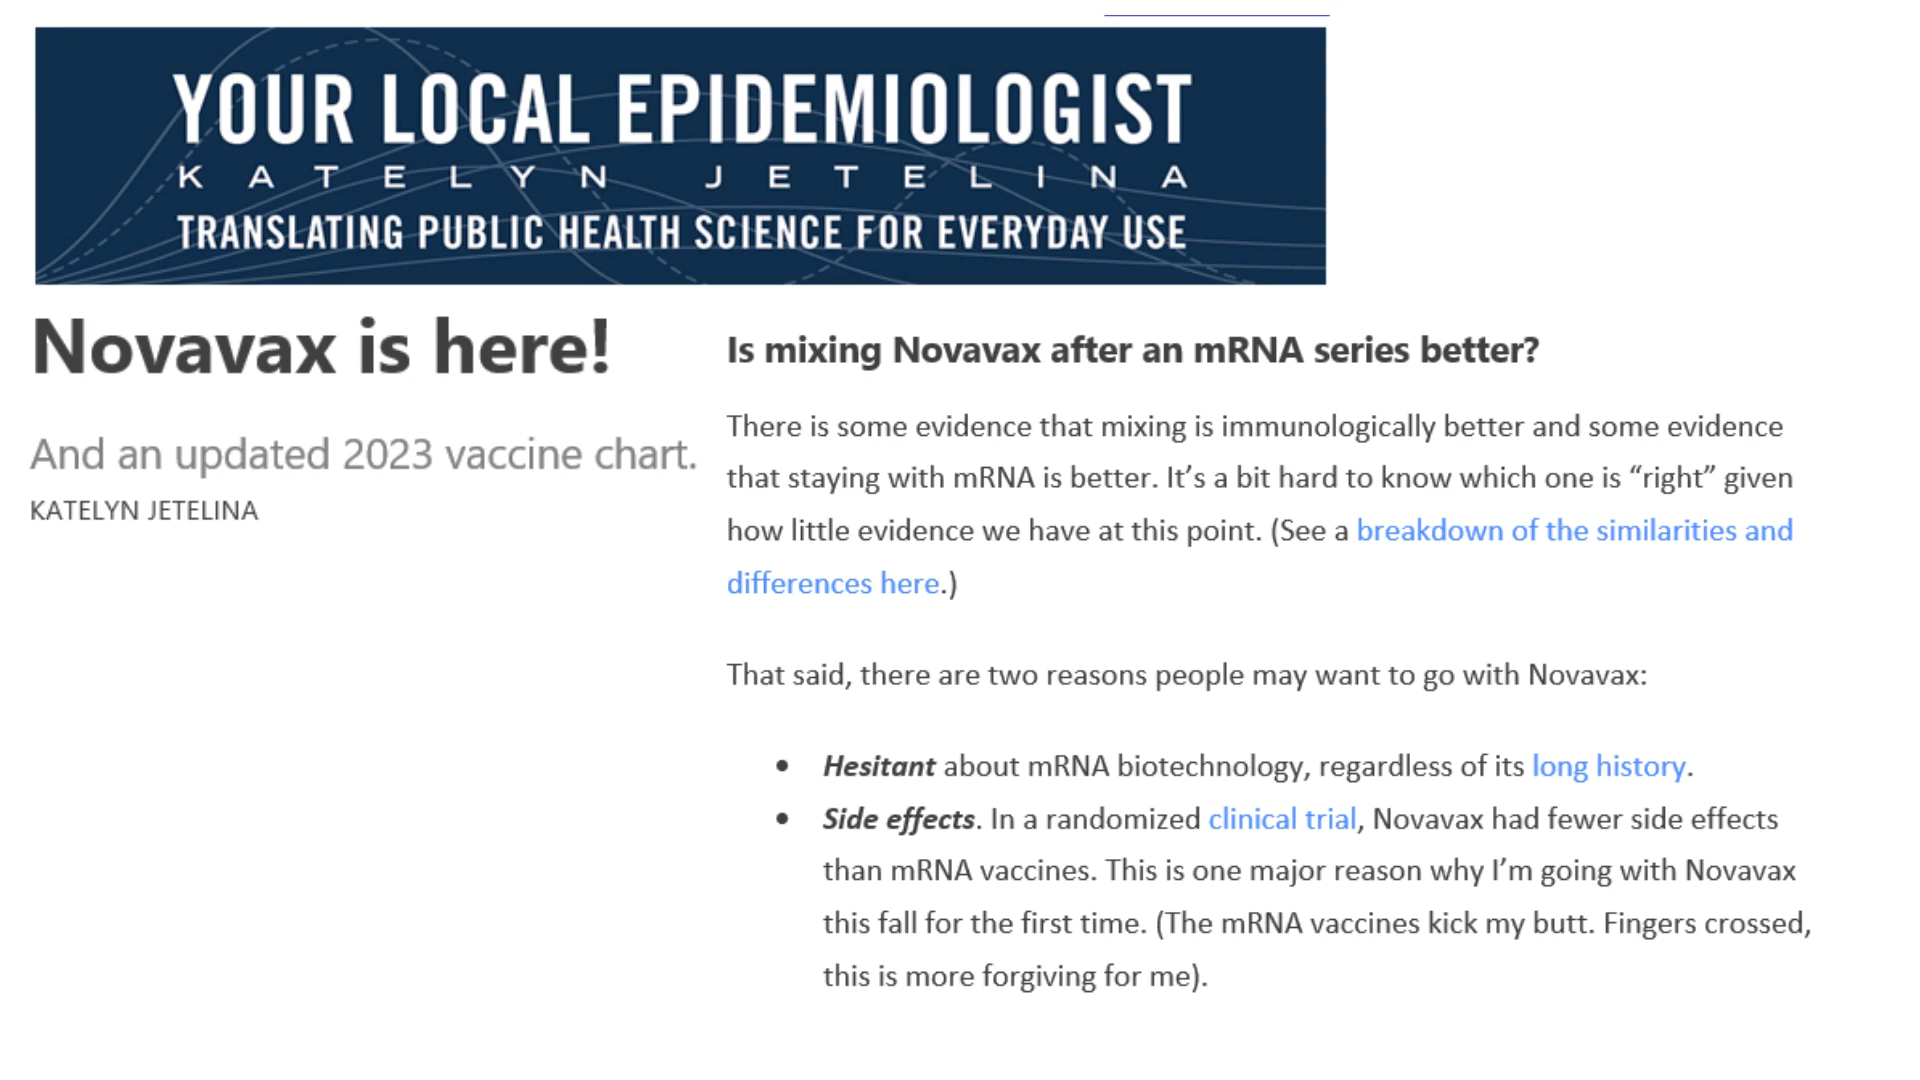 YOUR LOCAL EPIDEMIOLOGIST
KATELYN JETELINA
TRANSLATING PUBLIC HEALTH SCIENCE FOR EVERYDAY USE
Novavax is here!
And an updated 2023 vaccine chart.
KATELYN JETELINA
Is mixing Novavax after an mRNA series better?
There is some evidence that mixing is immunologically better and some evidence
that staying with mRNA is better. It’s a bit hard to know which one is “right” given
how little evidence we have at this point. (See a breakdown of the similarities and
differences here.)
That said, there are two reasons people may want to go with Novavax:
• Hesitant about mRNA biotechnology, regardless of its long history.
• Side effects. In a randomized clinical trial, Novavax had fewer side effects
than mRNA vaccines. This is one major reason why I’m going with Novavax
this fall for the first time. (The mRNA vaccines kick my butt. Fingers crossed,
this is more forgiving for me).